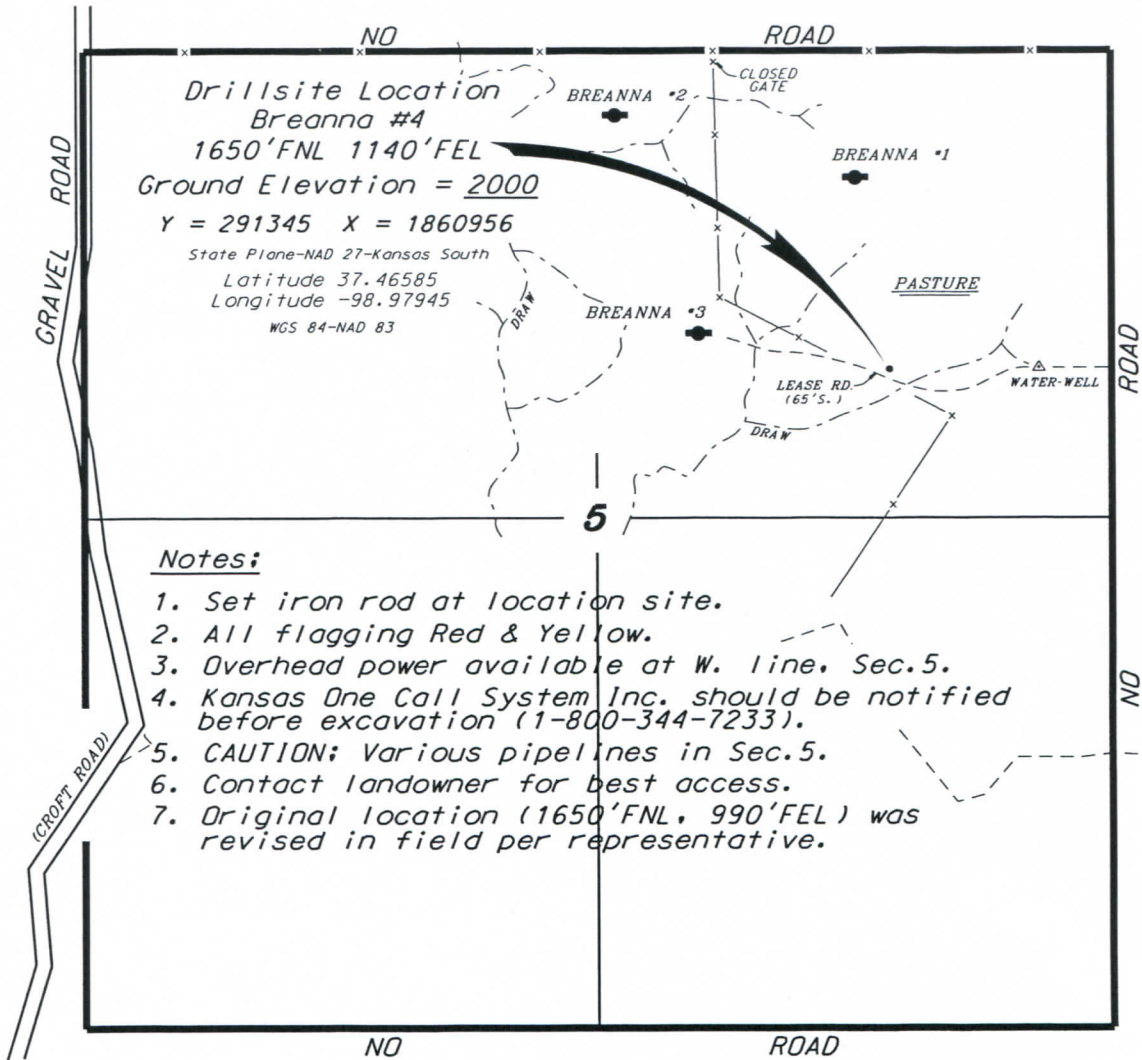 NO ROAD
Drillsite Location
Breanna #4
1650'FNL 1140'FEL
Ground Elevation = 2000
Y = 291345 X = 1860956
State Plane-NAD 27-Kansas South
Latitude 37.46585
Longitude -98.97945
WGS 84-NAD 83
GRAVEL ROAD
CLOSED
GATE
BREANNA #2
BREANNA #1
PASTURE
DRAW
BREANNA #3
LEASE RD.
(65'S.)
WATER-WELL
DRAW
NO ROAD
5
Notes:
1. Set iron rod at location site.
2. All flagging Red & Yellow.
3. Overhead power available at W. line, Sec.5.
4. Kansas One Call System Inc. should be notified
before excavation (1-800-344-7233).
5. CAUTION: Various pipelines in Sec.5.
6. Contact landowner for best access.
7. Original location (1650'FNL, 990'FEL) was
revised in field per representative.
(CROFT ROAD)
NO ROAD